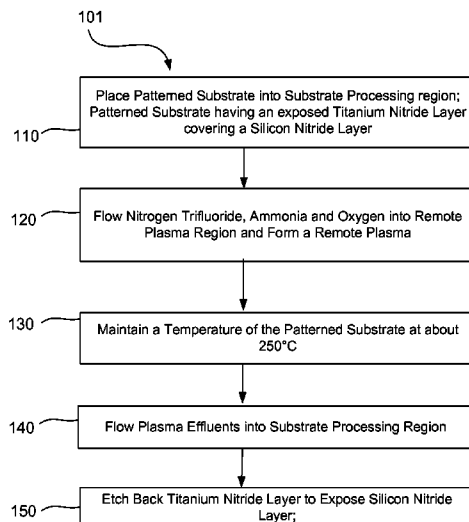 101
Place Patterned Substrate into Substrate Processing region;
Patterned Substrate having an exposed Titanium Nitride Layer
covering a Silicon Nitride Layer
110
120
Flow Nitrogen Trifluoride, Ammonia and Oxygen into Remote
Plasma Region and Form a Remote Plasma
130
Maintain a Temperature of the Patterned Substrate at about
250°C
140
Flow Plasma Effluents into Substrate Processing Region
150
Etch Back Titanium Nitride Layer to Expose Silicon Nitride
Layer;